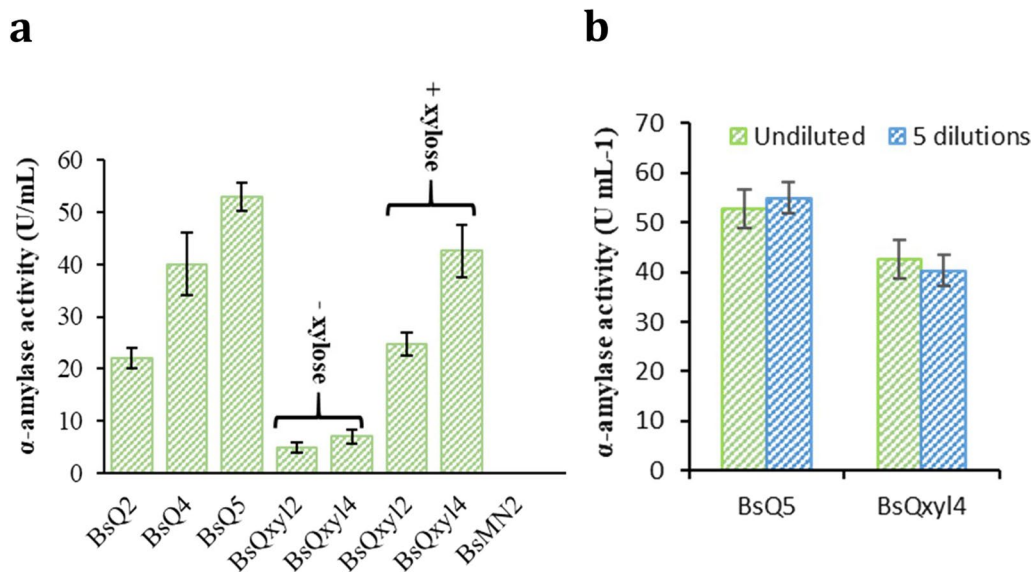 a
α-amylase activity (U/mL)
60
50
40
30
20
10
0
- xylose
+ xylose
BsQ2
BsQ4
BsQ5
BsQxyl2
BsQxyl4
BsQxyl2
BsQxyl4
BsMN2
b
α-amylase activity (U mL-1)
70
60
50
40
30
20
10
0
Undiluted
5 dilutions
BsQ5
BsQxyl4